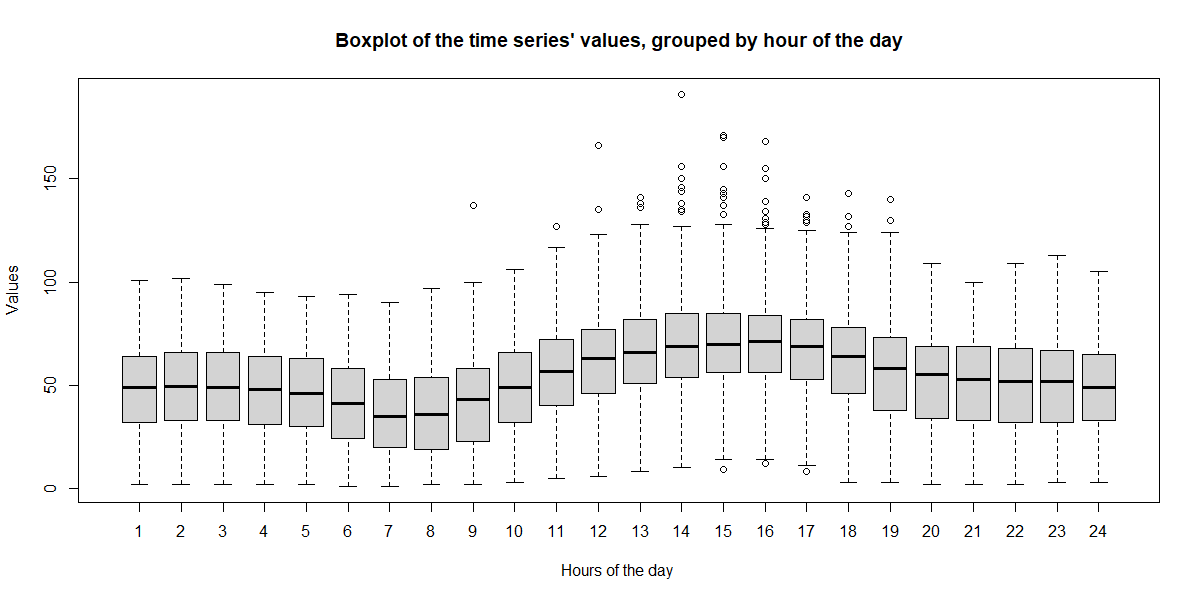 Boxplot of the time series' values, grouped by hour of the day
Values
0 50 100 150
1 2 3 4 5 6 7 8 9 10 11 12 13 14 15 16 17 18 19 20 21 22 23 24
Hours of the day